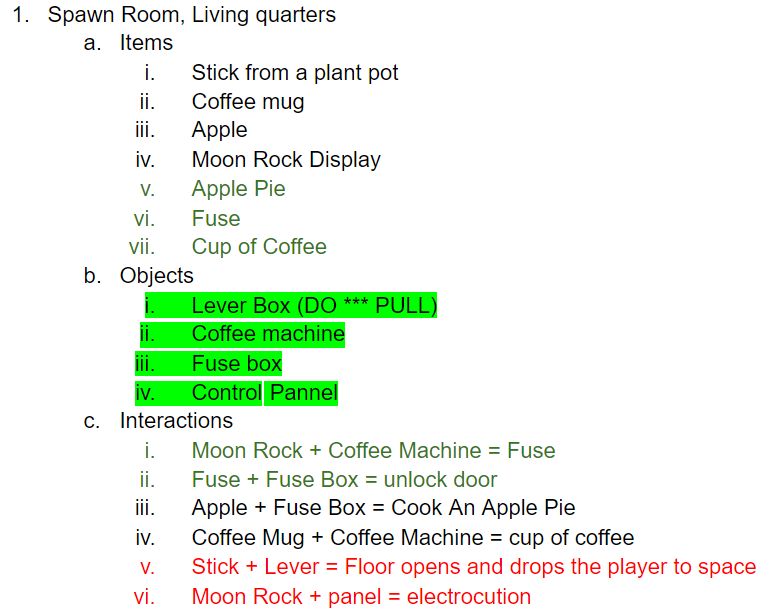 1. Spawn Room, Living quarters
a. Items
i. Stick from a plant pot
ii. Coffee mug
iii. Apple
iv. Moon Rock Display
v. Apple Pie
vi. Fuse
vii. Cup of Coffee
b. Objects
i. Lever Box (DO *** PULL)
ii. Coffee machine
iii. Fuse box
iv. Control Pannel
c. Interactions
i. Moon Rock + Coffee Machine = Fuse
ii. Fuse + Fuse Box = unlock door
iii. Apple + Fuse Box = Cook An Apple Pie
iv. Coffee Mug + Coffee Machine = cup of coffee
v. Stick + Lever = Floor opens and drops the player to space
vi. Moon Rock + panel = electrocution